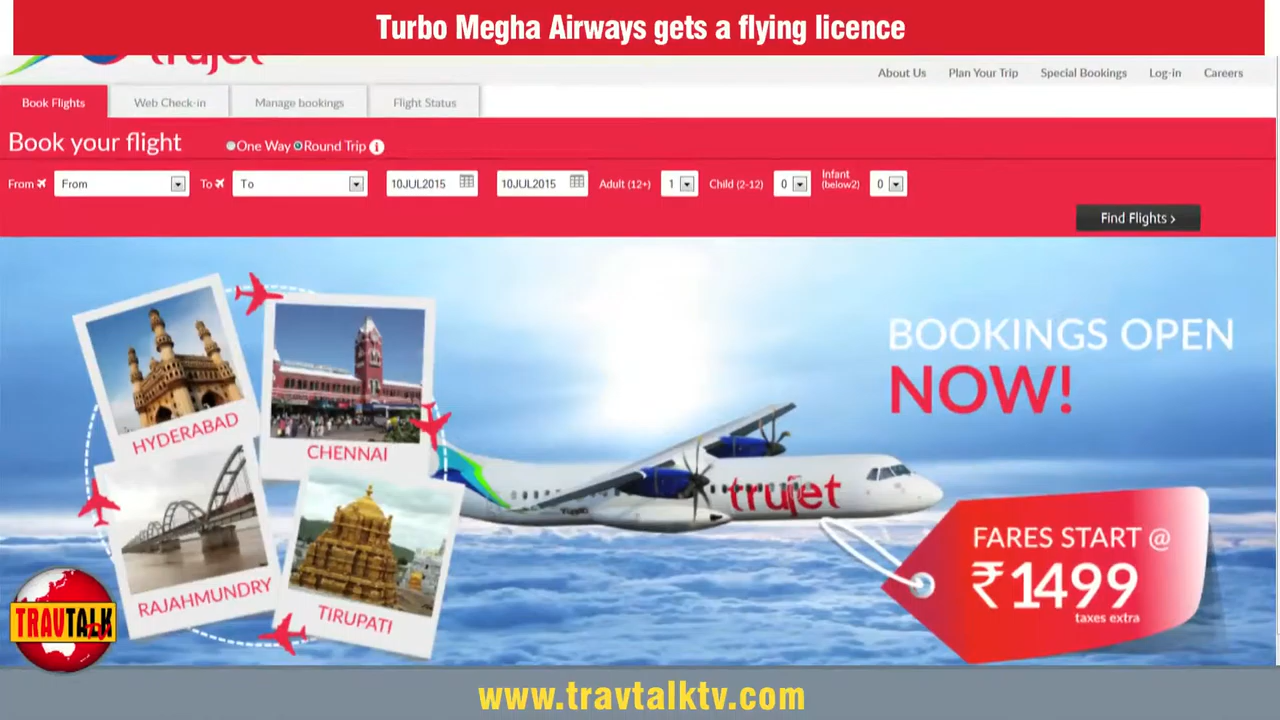 Turbo Megha Airways gets a flying licence
trujet
About Us Plan Your Trip Special Bookings Log-in Careers
Book Flights Web Check-in Manage bookings Flight Status
Book your flight One Way Round Trip i
From From To To 10JUL2015 10JUL2015 Adult (12+) 1 Child (2-12) 0 Infant (below2) 0
Find Flights >
BOOKINGS OPEN
NOW!
HYDERABAD
CHENNAI
trujet
RAJAHMUNDRY
TIRUPATI
FARES START @
₹1499
taxes extra
TRAVTALK
www.travtalktv.com